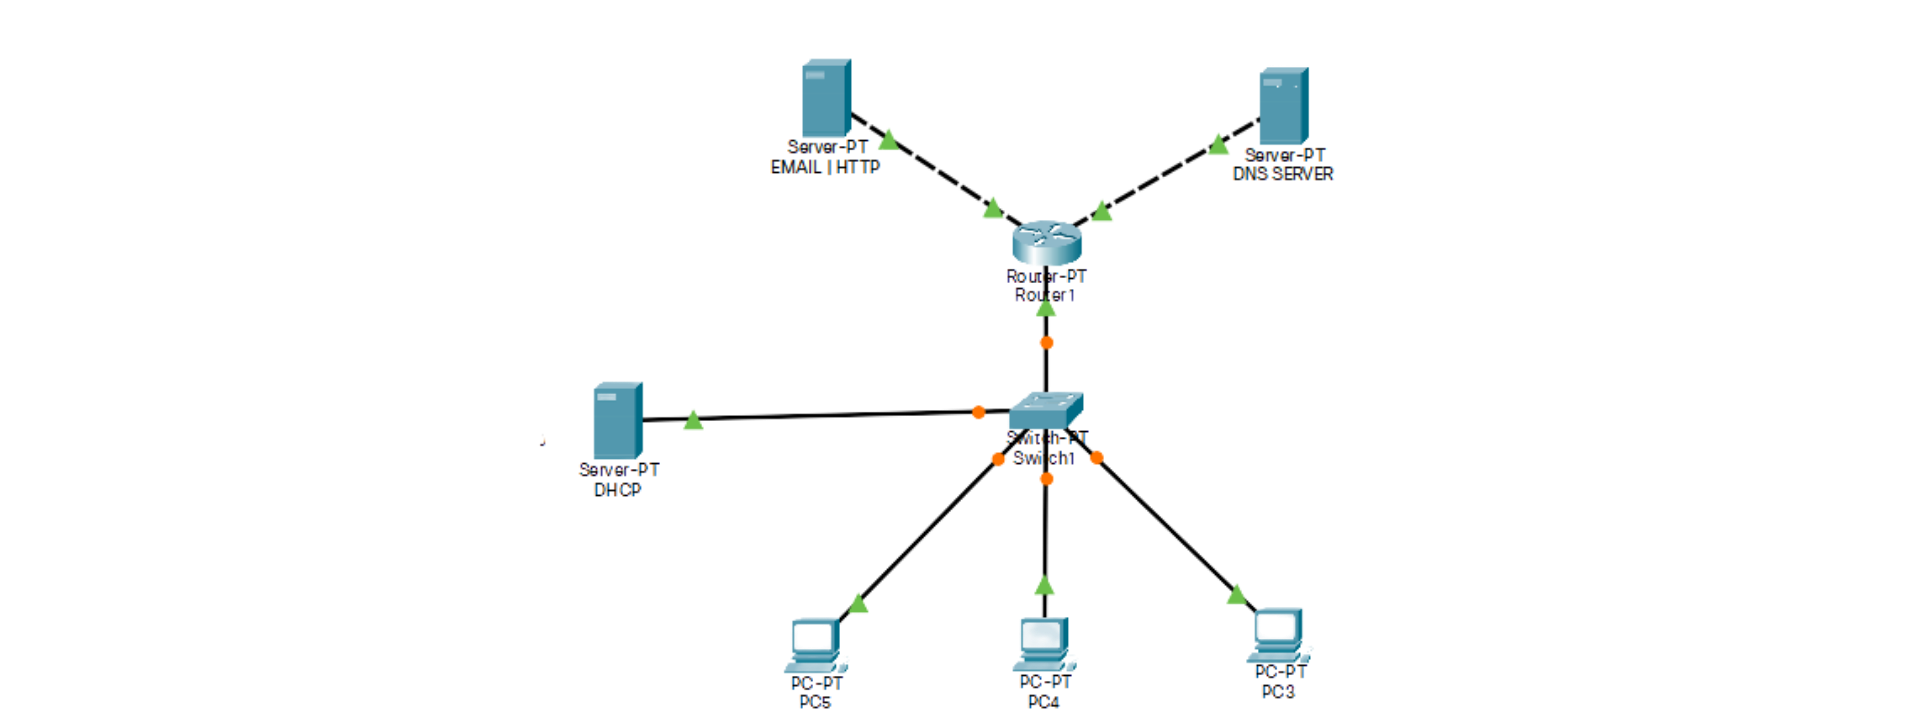 Server-PT
EMAIL | HTTP
Server-PT
DNS SERVER
Router-PT
Router1
Switch-PT
Switch1
Server-PT
DHCP
PC-PT
PC5
PC-PT
PC4
PC-PT
PC3